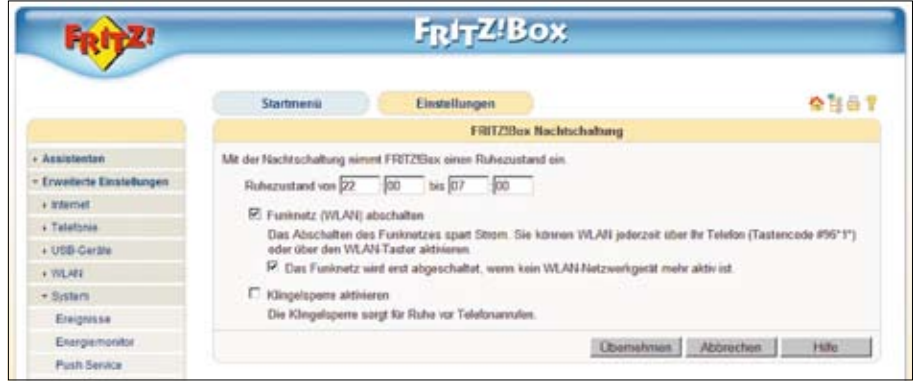 FRITZ!
FRITZ!Box
Startmenü
Einstellungen
FRITZ!Box Nachtschaltung
Assistenten
Erweiterte Einstellungen
Internet
Telefonie
USB-Geräte
WLAN
System
Ereignisse
Energiemonitor
Push Service
Mit der Nachtschaltung nimmt FRITZ!Box einen Ruhezustand ein.
Ruhezustand von 22 :00 bis 07 :00
Funknetz (WLAN) abschalten
Das Abschalten des Funknetzes spart Strom. Sie können WLAN jederzeit über Ihr Telefon (Tastencode #96*1*)
oder über den WLAN-Taster aktivieren.
Das Funknetz wird erst abgeschaltet, wenn kein WLAN-Netzwerkgerät mehr aktiv ist.
Klingelsperre aktivieren
Die Klingelsperre sorgt für Ruhe vor Telefonanrufen.
Übernehmen Abbrechen Hilfe